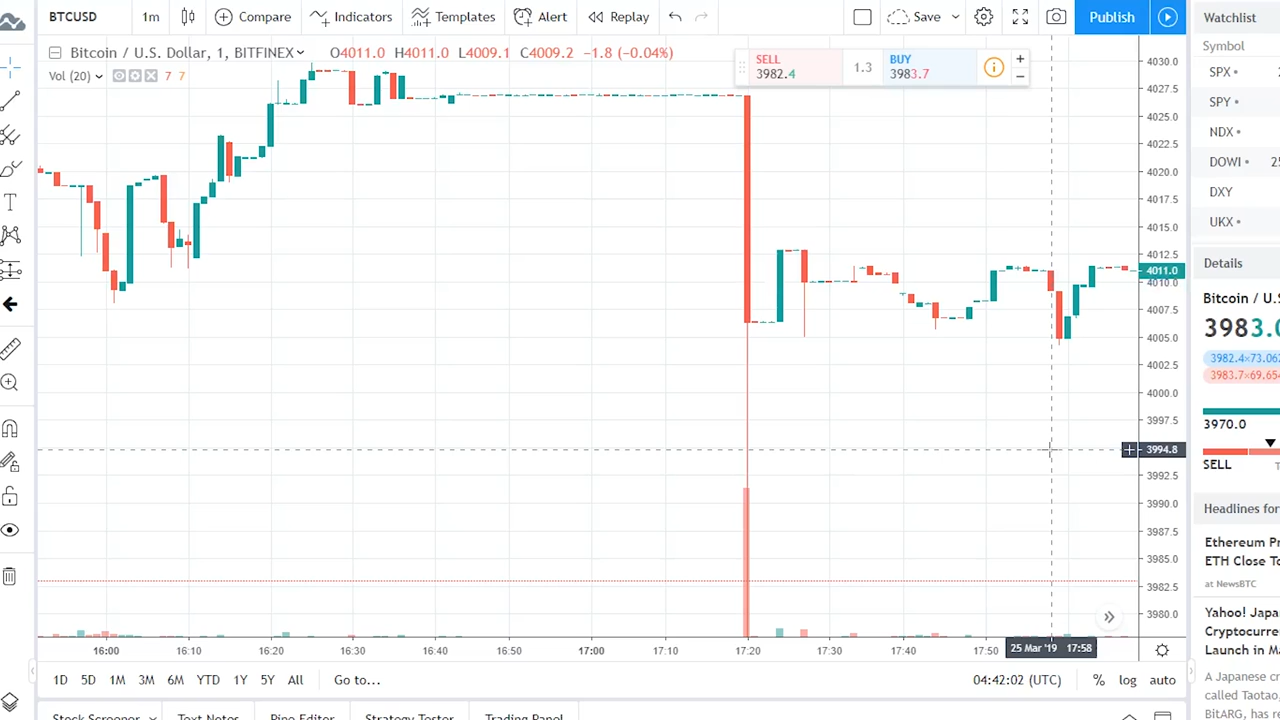 BTCUSD 1m Compare Indicators Templates Alert Replay Save Publish
Bitcoin / U.S. Dollar, 1, BITFINEX O4011.0 H4011.0 L4009.1 C4009.2 −1.8 (−0.04%)
Vol (20) 7 7
SELL
3982.4
1.3
BUY
3983.7
4030.0
4027.5
4025.0
4022.5
4020.0
4017.5
4015.0
4012.5
4011.0
4010.0
4007.5
4005.0
4002.5
4000.0
3997.5
3994.8
3992.5
3990.0
3987.5
3985.0
3982.5
3980.0
16:00 16:10 16:20 16:30 16:40 16:50 17:00 17:10 17:20 17:30 17:40 17:50 25 Mar '19 17:58
1D 5D 1M 3M 6M YTD 1Y 5Y All Go to... 04:42:02 (UTC) % log auto
Stock Screener Text Notes Pine Editor Strategy Tester Trading Panel
Watchlist
Symbol
SPX
SPY
NDX
DOWI
DXY
UKX
Details
Bitcoin / U.S
3983.0
3982.4×73.062
3983.7×69.654
3970.0
SELL
Headlines for
Ethereum Pr
ETH Close To
at NewsBTC
Yahoo! Japa
Cryptocurre
Launch in Ma
A Japanese cr
called Taotao,
BitARG, has re